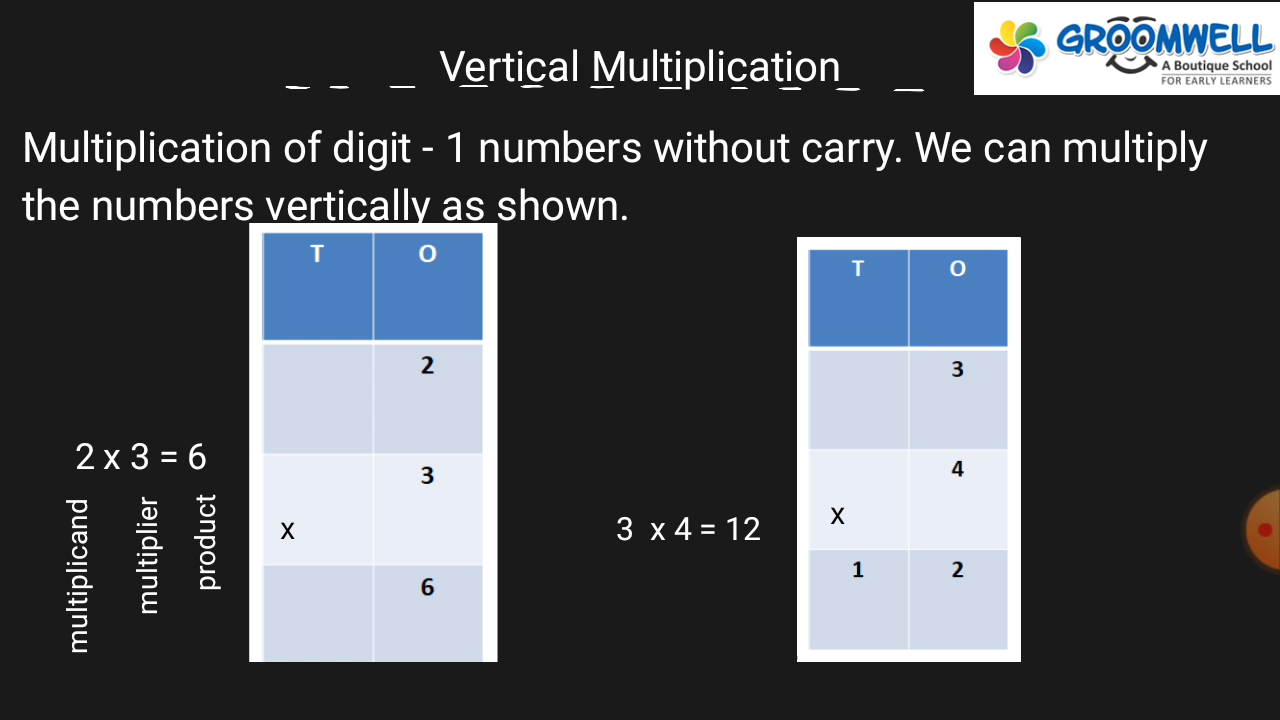 GROOMWELL
A Boutique School
FOR EARLY LEARNERS
Vertical Multiplication
Multiplication of digit - 1 numbers without carry. We can multiply
the numbers vertically as shown.
2 x 3 = 6
multiplicand
multiplier
product
T O
2
3
x
6
3 x 4 = 12
T O
3
4
x
1 2